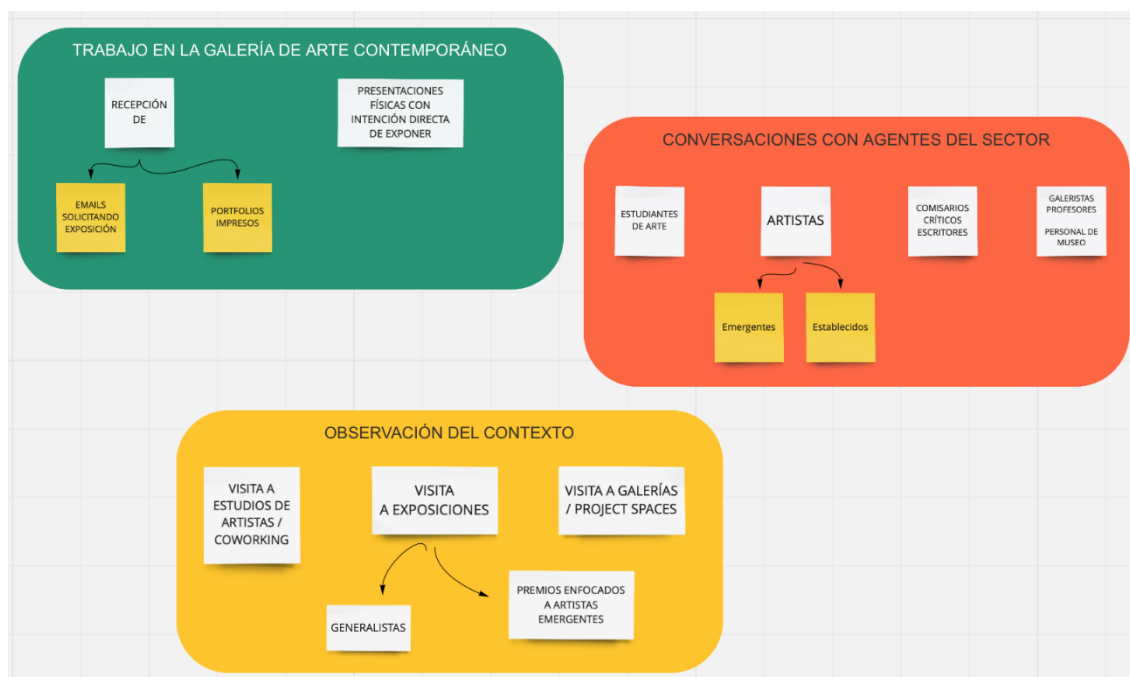 TRABAJO EN LA GALERÍA DE ARTE CONTEMPORÁNEO
RECEPCIÓN
DE
PRESENTACIONES
FÍSICAS CON
INTENCIÓN DIRECTA
DE EXPONER
EMAILS
SOLICITANDO
EXPOSICIÓN
PORTFOLIOS
IMPRESOS
CONVERSACIONES CON AGENTES DEL SECTOR
ESTUDIANTES
DE ARTE
ARTISTAS
COMISARIOS
CRÍTICOS
ESCRITORES
GALERISTAS
PROFESORES
PERSONAL DE
MUSEO
Emergentes
Establecidos
OBSERVACIÓN DEL CONTEXTO
VISITA A
ESTUDIOS DE
ARTISTAS /
COWORKING
VISITA
A EXPOSICIONES
VISITA A GALERÍAS
/ PROJECT SPACES
GENERALISTAS
PREMIOS ENFOCADOS
A ARTISTAS
EMERGENTES